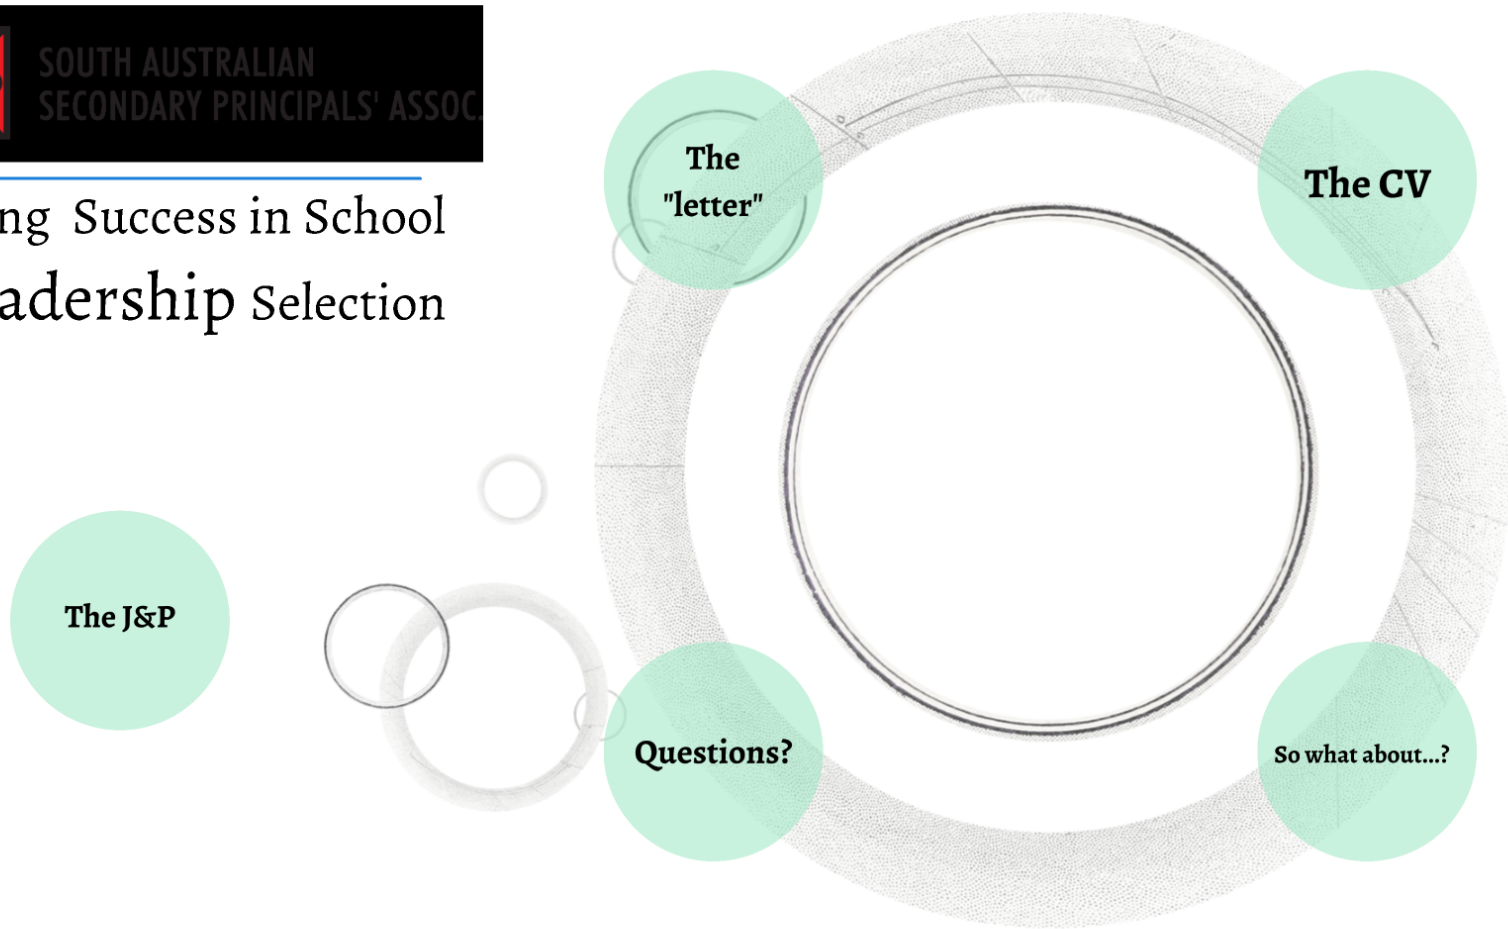 SOUTH AUSTRALIAN
SECONDARY PRINCIPALS' ASSOC.
ng Success in School
adership Selection
The
"letter"
The CV
The J&P
Questions?
So what about...?